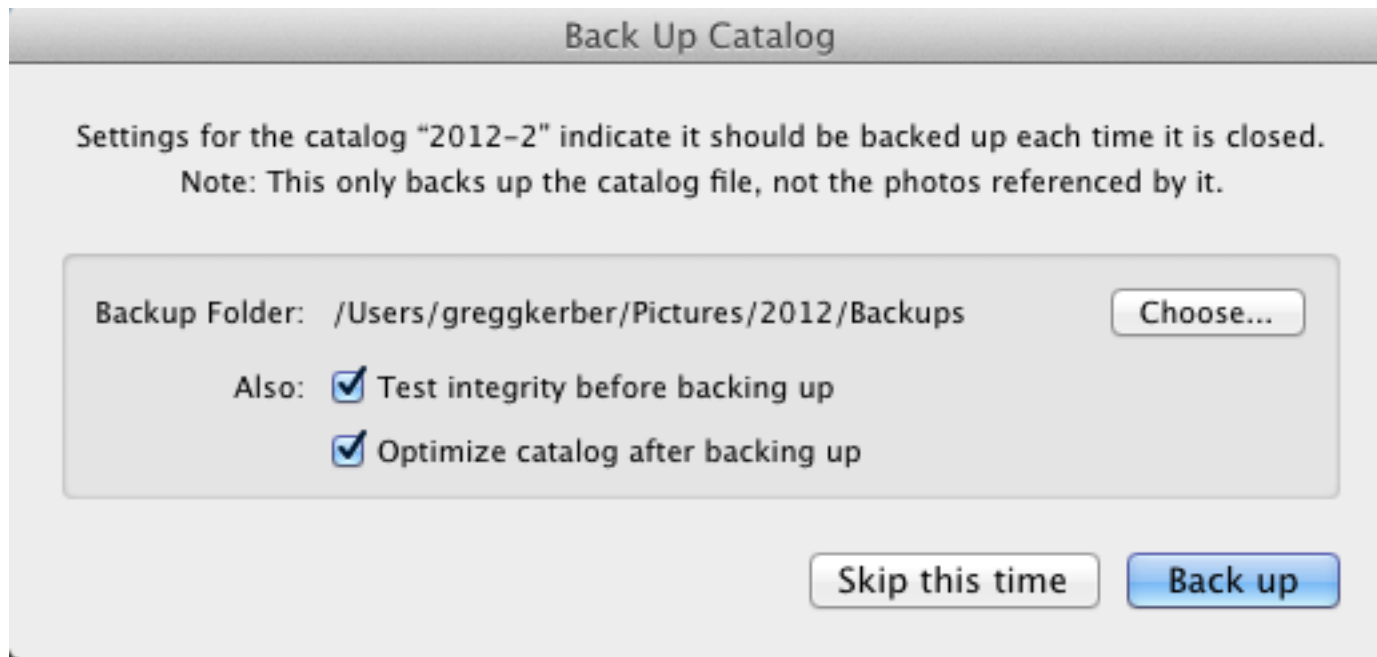 Back Up Catalog
Settings for the catalog “2012-2” indicate it should be backed up each time it is closed.
Note: This only backs up the catalog file, not the photos referenced by it.
Backup Folder: /Users/greggkerber/Pictures/2012/Backups Choose...
Also: Test integrity before backing up
Optimize catalog after backing up
Skip this time Back up